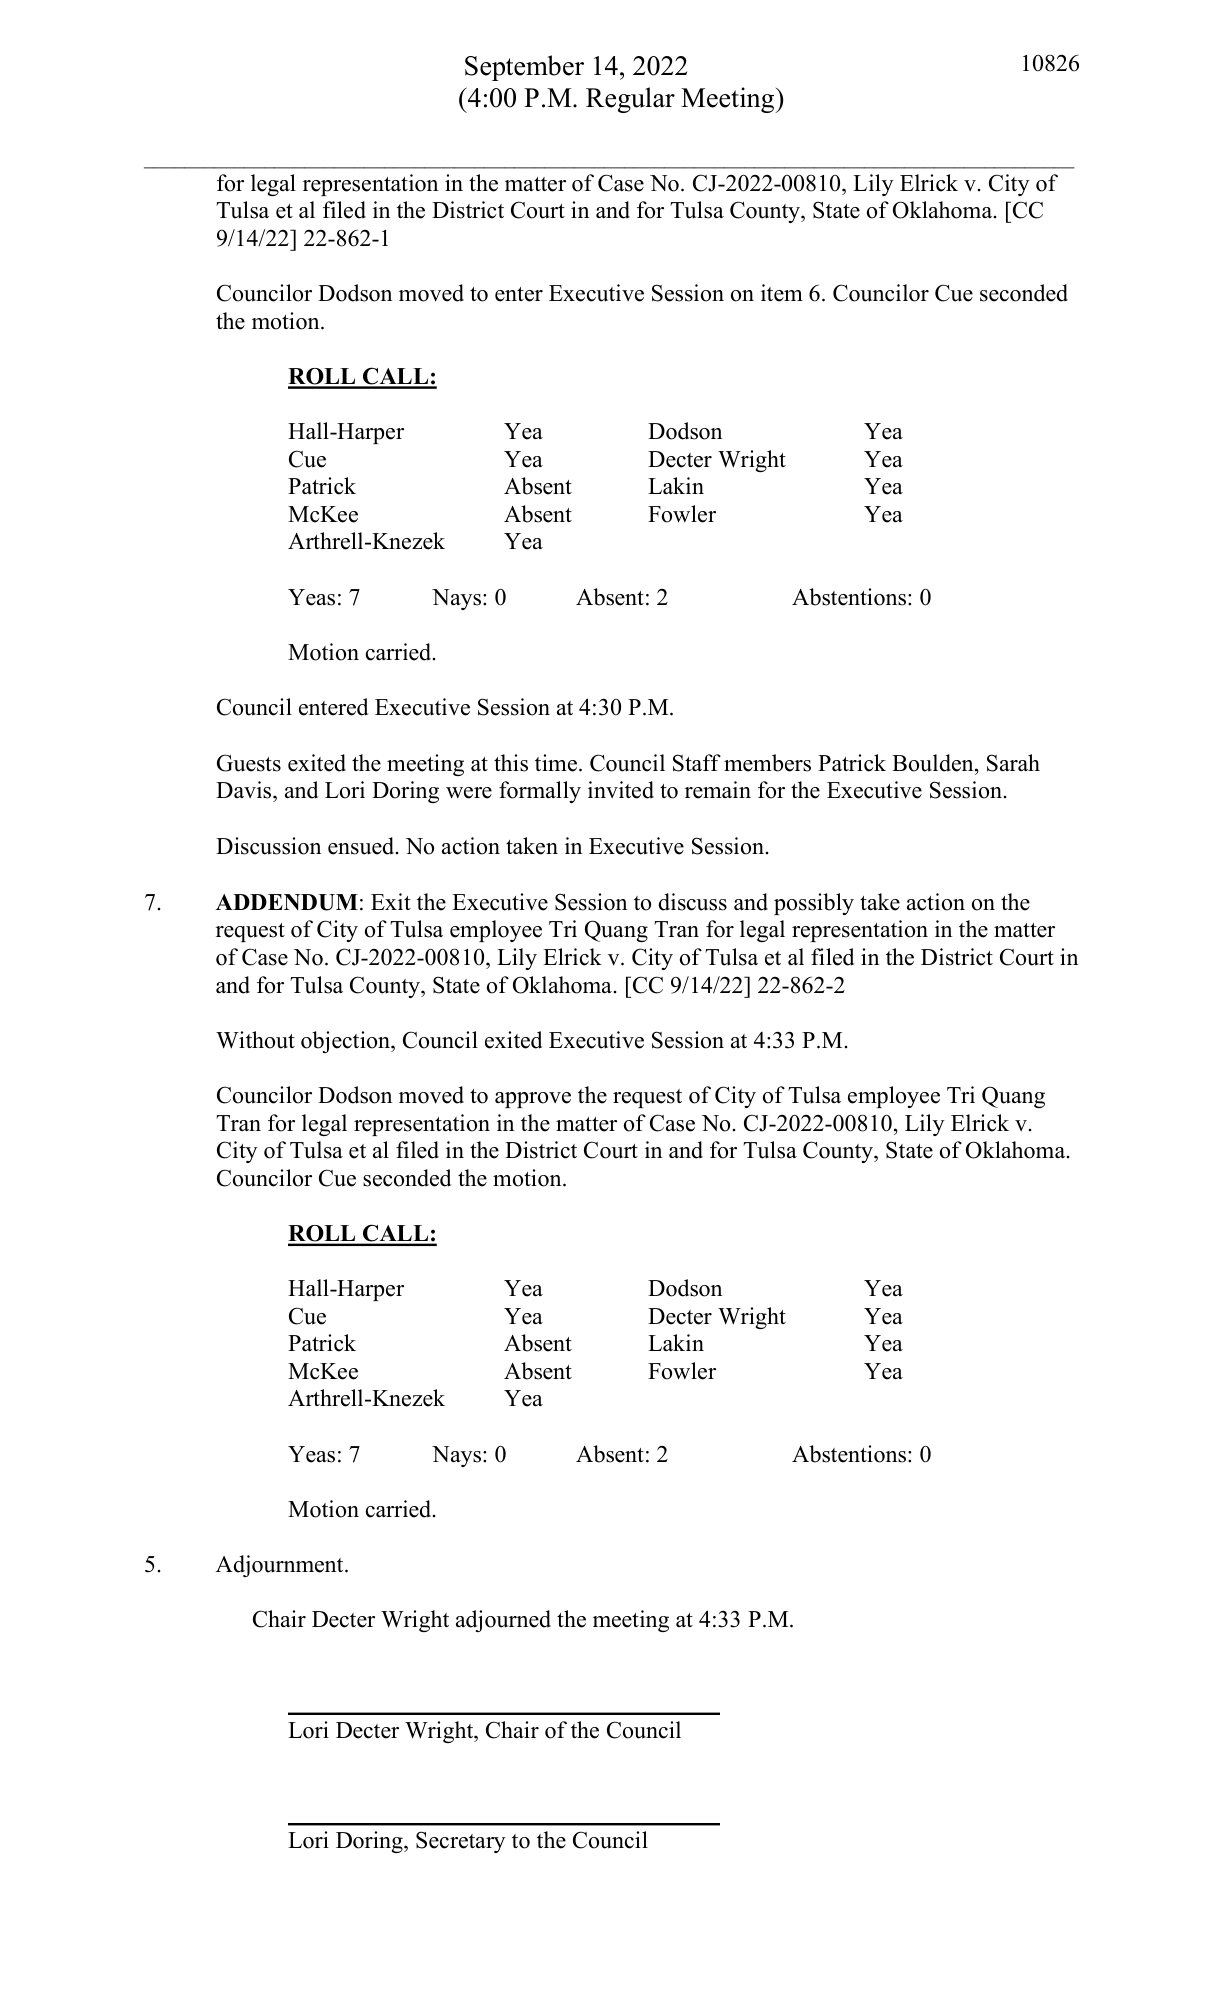 September 14, 2022 10826
(4:00 P.M. Regular Meeting)
for legal representation in the matter of Case No. CJ-2022-00810, Lily Elrick v. City of
Tulsa et al filed in the District Court in and for Tulsa County, State of Oklahoma. [CC
9/14/22] 22-862-1
Councilor Dodson moved to enter Executive Session on item 6. Councilor Cue seconded
the motion.
ROLL CALL:
Hall-Harper Yea Dodson Yea
Cue Yea Decter Wright Yea
Patrick Absent Lakin Yea
McKee Absent Fowler Yea
Arthrell-Knezek Yea
Yeas: 7 Nays: 0 Absent: 2 Abstentions: 0
Motion carried.
Council entered Executive Session at 4:30 P.M.
Guests exited the meeting at this time. Council Staff members Patrick Boulden, Sarah
Davis, and Lori Doring were formally invited to remain for the Executive Session.
Discussion ensued. No action taken in Executive Session.
7. ADDENDUM: Exit the Executive Session to discuss and possibly take action on the
request of City of Tulsa employee Tri Quang Tran for legal representation in the matter
of Case No. CJ-2022-00810, Lily Elrick v. City of Tulsa et al filed in the District Court in
and for Tulsa County, State of Oklahoma. [CC 9/14/22] 22-862-2
Without objection, Council exited Executive Session at 4:33 P.M.
Councilor Dodson moved to approve the request of City of Tulsa employee Tri Quang
Tran for legal representation in the matter of Case No. CJ-2022-00810, Lily Elrick v.
City of Tulsa et al filed in the District Court in and for Tulsa County, State of Oklahoma.
Councilor Cue seconded the motion.
ROLL CALL:
Hall-Harper Yea Dodson Yea
Cue Yea Decter Wright Yea
Patrick Absent Lakin Yea
McKee Absent Fowler Yea
Arthrell-Knezek Yea
Yeas: 7 Nays: 0 Absent: 2 Abstentions: 0
Motion carried.
5. Adjournment.
Chair Decter Wright adjourned the meeting at 4:33 P.M.
Lori Decter Wright, Chair of the Council
Lori Doring, Secretary to the Council